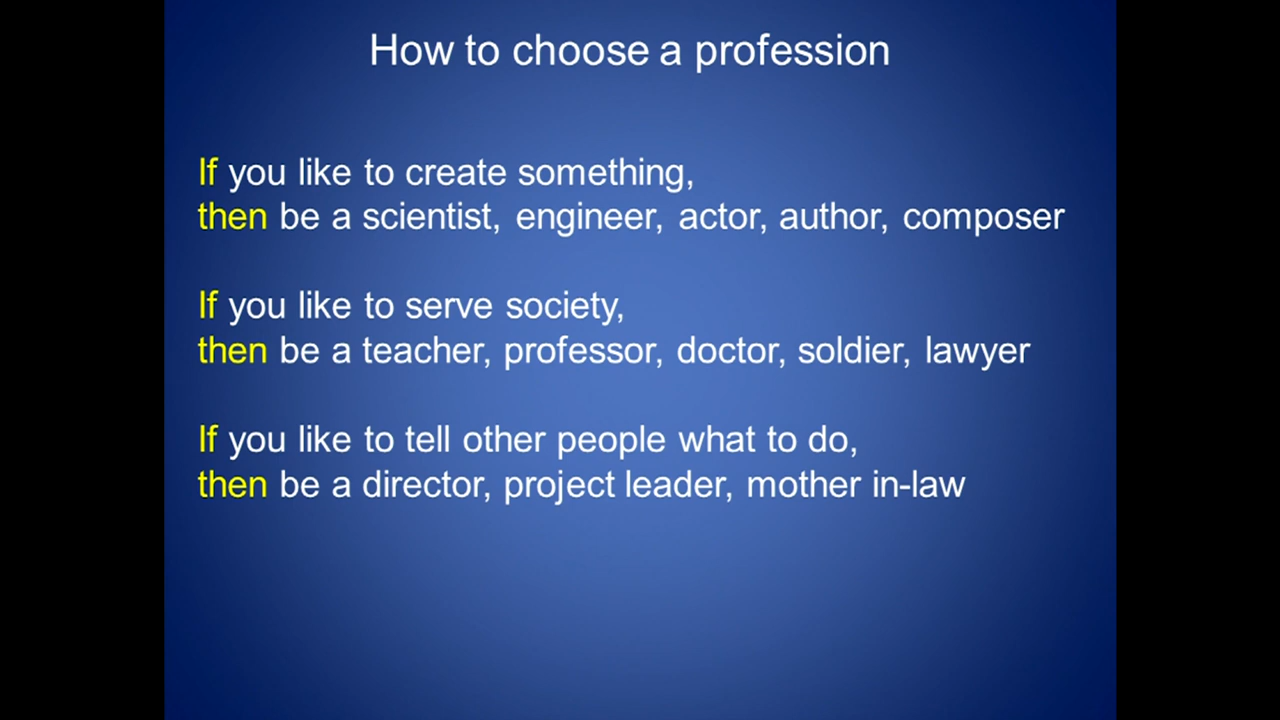 How to choose a profession
If you like to create something,
then be a scientist, engineer, actor, author, composer
If you like to serve society,
then be a teacher, professor, doctor, soldier, lawyer
If you like to tell other people what to do,
then be a director, project leader, mother in-law